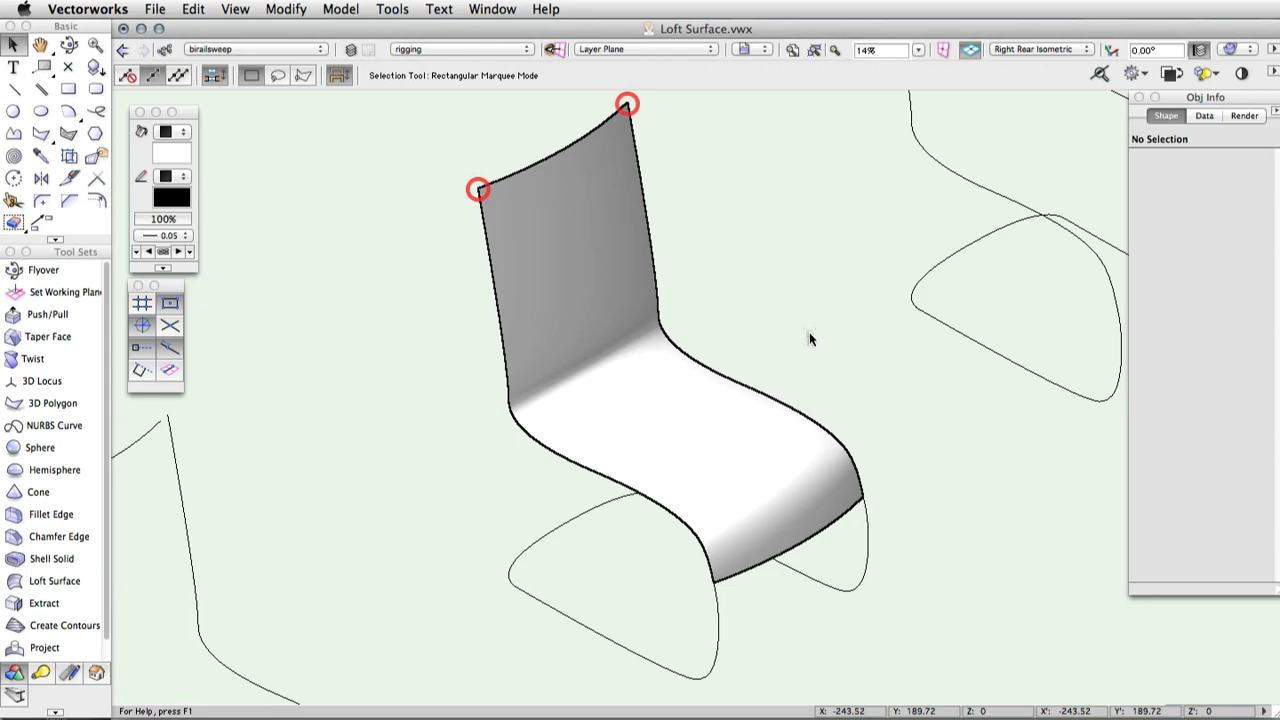 Vectorworks File Edit View Modify Model Tools Text Window Help
Basic
Loft Surface.vwx
birailsweep
rigging
Layer Plane
14%
Right Rear Isometric
0.00°
Selection Tool: Rectangular Marquee Mode
Obj Info
Shape Data Render
No Selection
100%
0.05
Tool Sets
Flyover
Set Working Plane
Push/Pull
Taper Face
Twist
3D Locus
3D Polygon
NURBS Curve
Sphere
Hemisphere
Cone
Fillet Edge
Chamfer Edge
Shell Solid
Loft Surface
Extract
Create Contours
Project
For Help, press F1
X: -243.52 Y: 189.72 Z: 0 X': -243.52 Y': 189.72 Z': 0